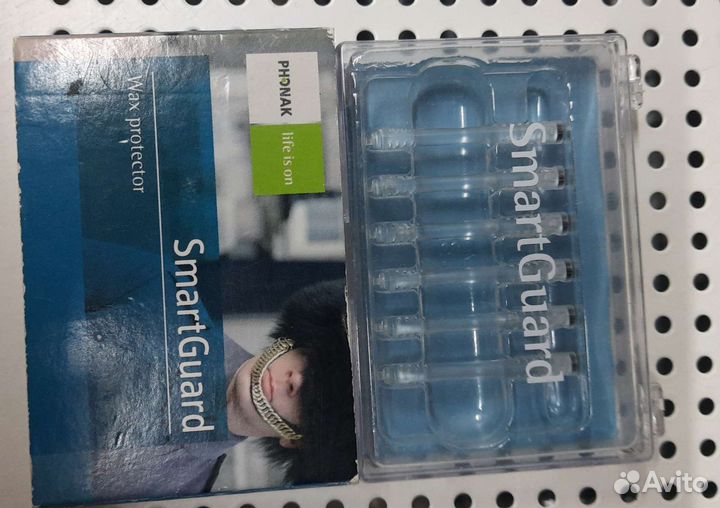 PHONAK
life is on
Wax protector
SmartGuard
SmartGuard
Avito